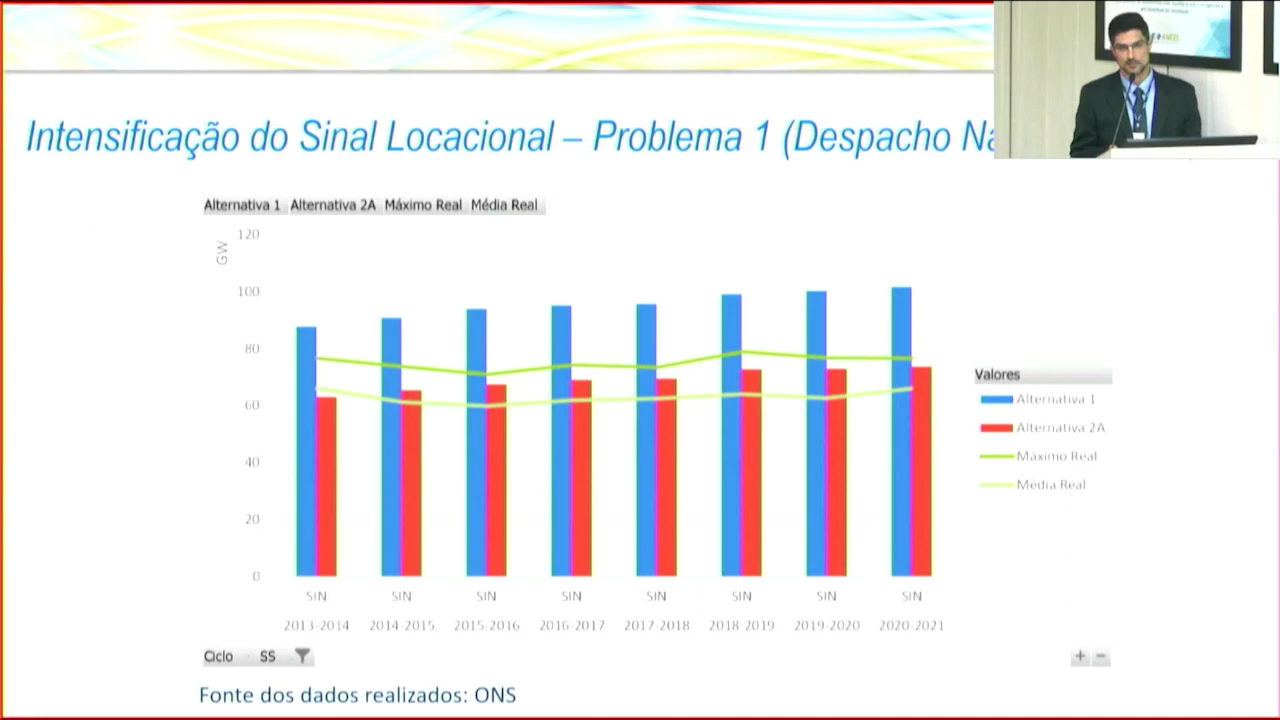 Intensificação do Sinal Locacional – Problema 1 (Despacho
Alternativa 1 Alternativa 2A Máximo Real Média Real
GW
120
100
80
60
40
20
0
SIN SIN SIN SIN SIN SIN SIN SIN
2013-2014 2014-2015 2015-2016 2016-2017 2017-2018 2018-2019 2019-2020 2020-2021
Valores
Alternativa 1
Alternativa 2A
Máximo Real
Média Real
Ciclo SS
+ −
Fonte dos dados realizados: ONS